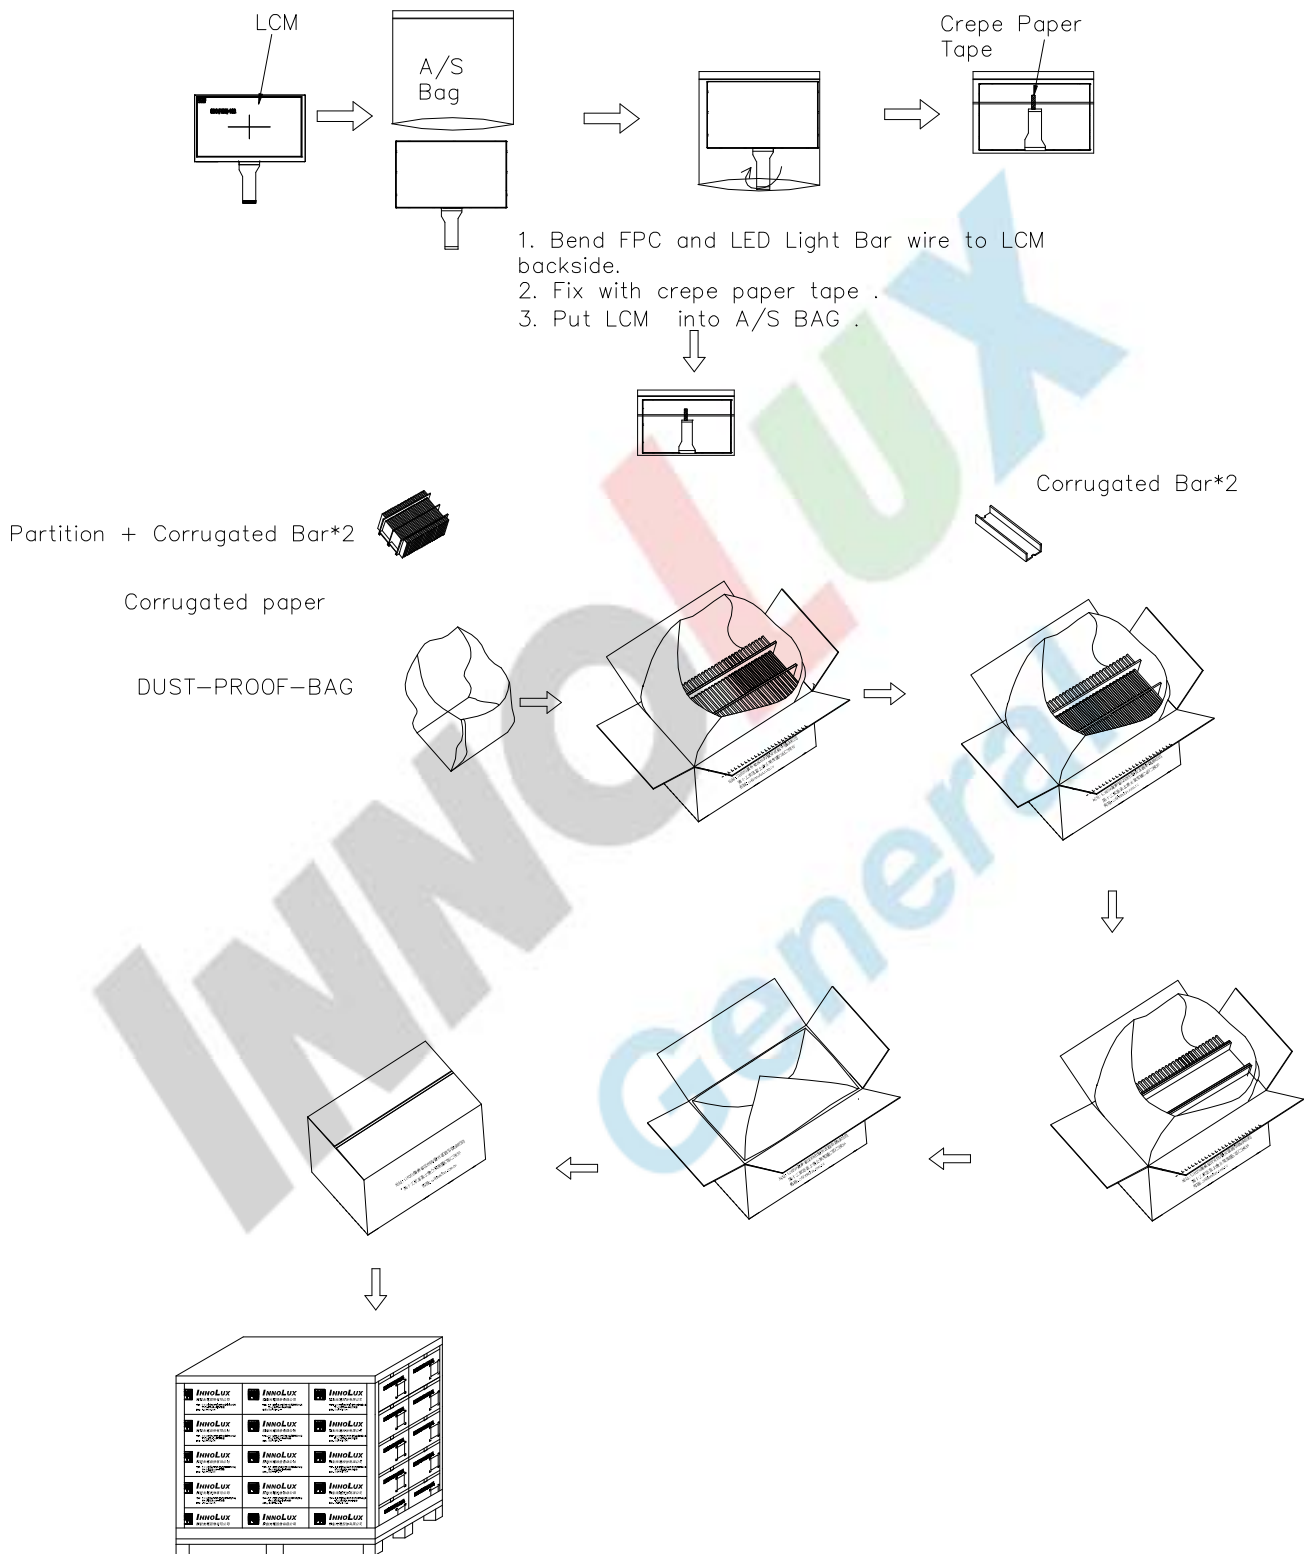 LCM
A/S
Bag
Crepe Paper
Tape
1. Bend FPC and LED Light Bar wire to LCM
backside.
2. Fix with crepe paper tape .
3. Put LCM into A/S BAG .
Corrugated Bar*2
Partition + Corrugated Bar*2
Corrugated paper
DUST-PROOF-BAG
INNOLUX
General
INNOLUX INNOLUX INNOLUX
INNOLUX INNOLUX INNOLUX
INNOLUX INNOLUX INNOLUX
INNOLUX INNOLUX INNOLUX
INNOLUX INNOLUX INNOLUX